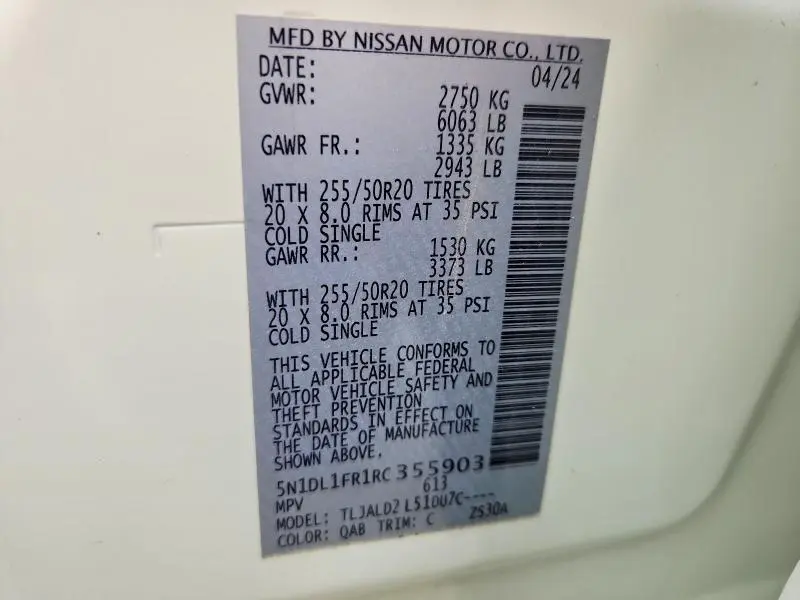 MFD BY NISSAN MOTOR CO., LTD.
DATE: 04/24
GVWR: 2750 KG
6063 LB
GAWR FR.: 1335 KG
2943 LB
WITH 255/50R20 TIRES
20 X 8.0 RIMS AT 35 PSI
COLD SINGLE
GAWR RR.: 1530 KG
3373 LB
WITH 255/50R20 TIRES
20 X 8.0 RIMS AT 35 PSI
COLD SINGLE
THIS VEHICLE CONFORMS TO
ALL APPLICABLE FEDERAL
MOTOR VEHICLE SAFETY AND
THEFT PREVENTION
STANDARDS IN EFFECT ON
THE DATE OF MANUFACTURE
SHOWN ABOVE.
5N1DL1FR1RC355903
MPV 613
MODEL: TLJALD2 L51DU7C----
COLOR: QAB TRIM: C ZS30A